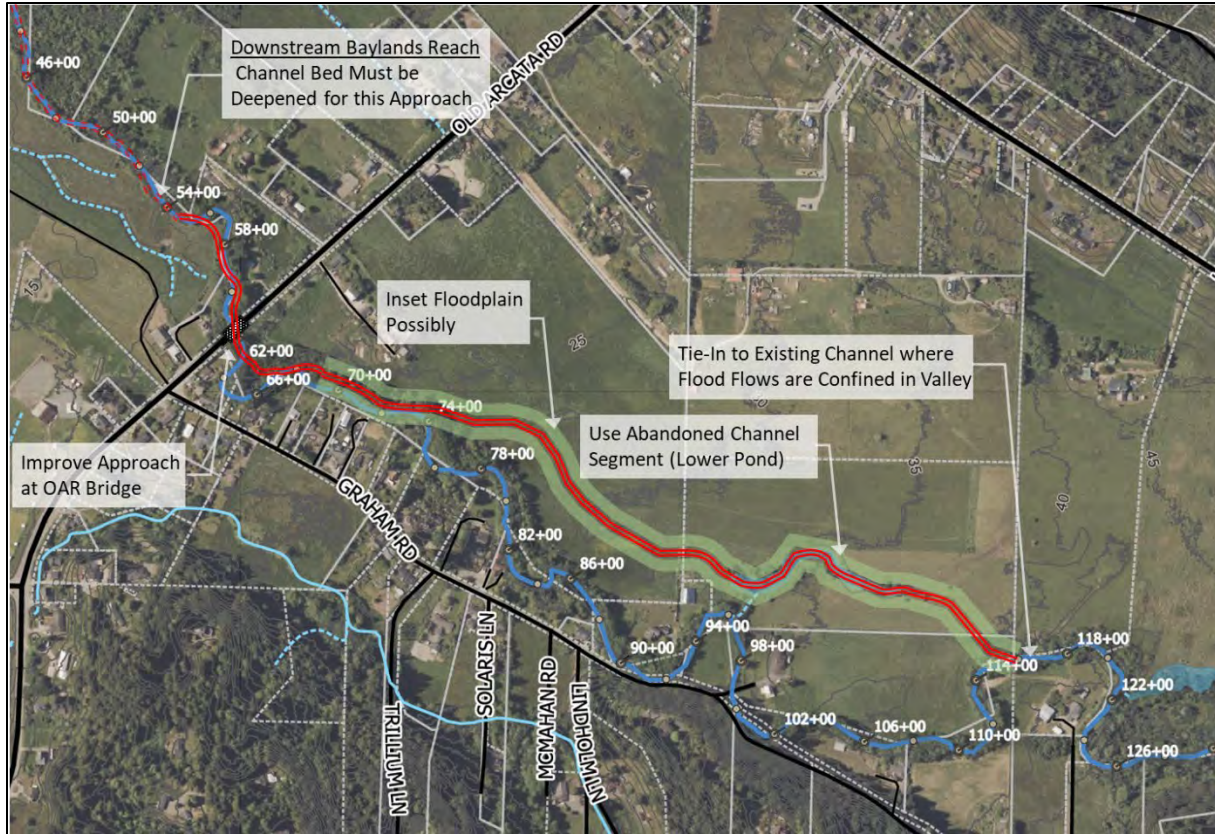 Downstream Baylands Reach
Channel Bed Must be
Deepened for this Approach
46+00
50+00
54+00
58+00
OLD ARCATA RD
15
Inset Floodplain
Possibly
25
Tie-In to Existing Channel where
Flood Flows are Confined in Valley
62+00
66+00
70+00
74+00
Use Abandoned Channel
Segment (Lower Pond)
35
40
45
Improve Approach
at OAR Bridge
78+00
GRAHAM RD
82+00
86+00
90+00
94+00
98+00
102+00
106+00
110+00
114+00
118+00
122+00
126+00
TRITLLTUM LN
SOLARIS LN
MCMAHAN RD
LINDHOLM LN